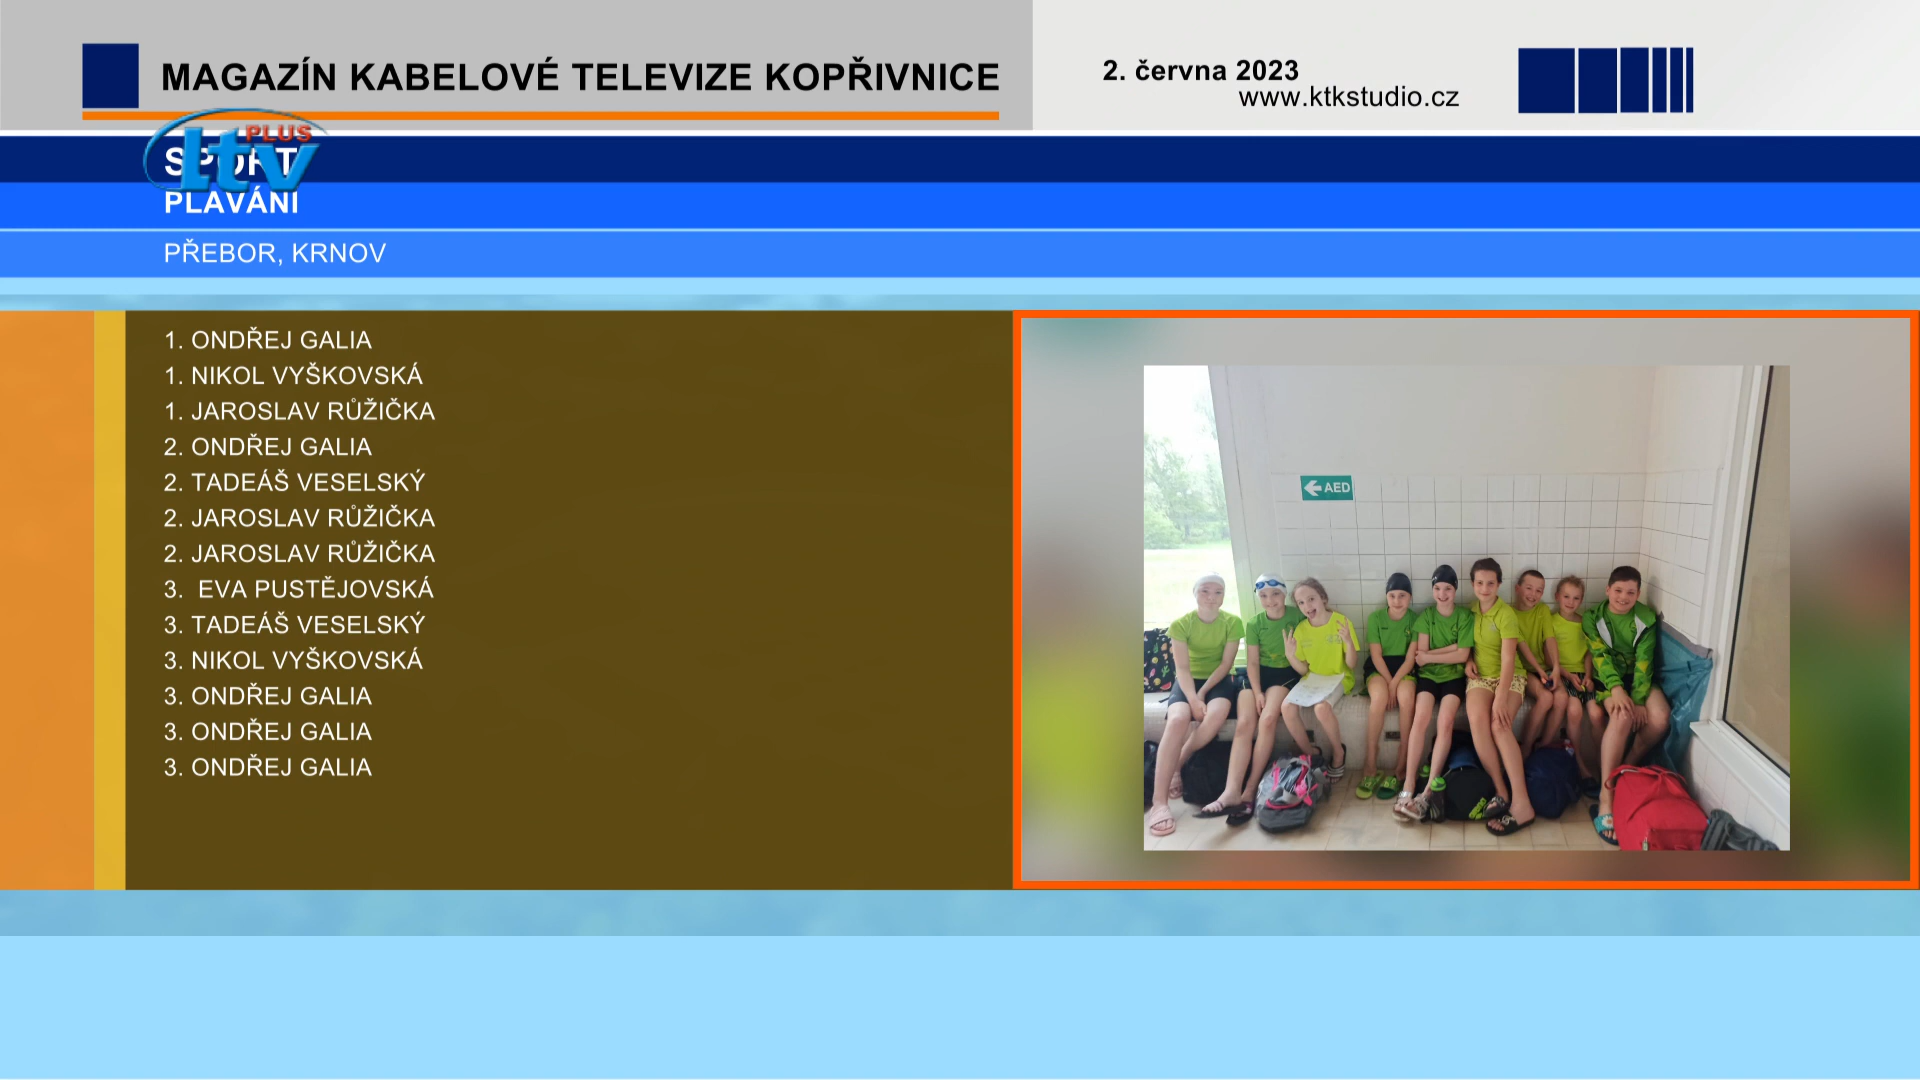 MAGAZÍN KABELOVÉ TELEVIZE KOPŘIVNICE
2. června 2023
www.ktkstudio.cz
LTV PLUS
SPORT
PLAVÁNÍ
PŘEBOR, KRNOV
1. ONDŘEJ GALIA
1. NIKOL VYŠKOVSKÁ
1. JAROSLAV RŮŽIČKA
2. ONDŘEJ GALIA
2. TADEÁŠ VESELSKÝ
2. JAROSLAV RŮŽIČKA
2. JAROSLAV RŮŽIČKA
3. EVA PUSTĚJOVSKÁ
3. TADEÁŠ VESELSKÝ
3. NIKOL VYŠKOVSKÁ
3. ONDŘEJ GALIA
3. ONDŘEJ GALIA
3. ONDŘEJ GALIA
AED